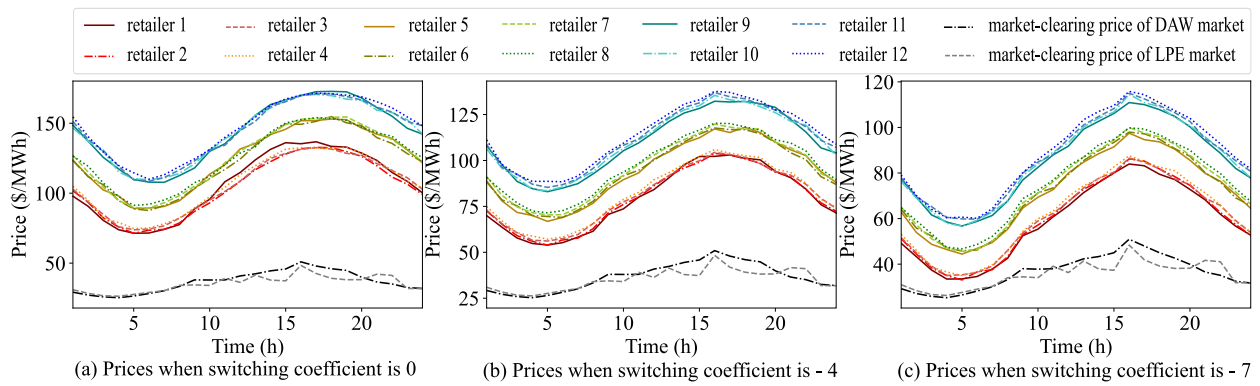 retailer 1 retailer 3 retailer 5 retailer 7 retailer 9 retailer 11 market-clearing price of DAW market
retailer 2 retailer 4 retailer 6 retailer 8 retailer 10 retailer 12 market-clearing price of LPE market
Price ($/MWh)
150
100
50
5 10 15 20
Time (h)
(a) Prices when switching coefficient is 0
Price ($/MWh)
125
100
75
50
25
5 10 15 20
Time (h)
(b) Prices when switching coefficient is - 4
Price ($/MWh)
120
100
80
60
40
5 10 15 20
Time (h)
(c) Prices when switching coefficient is - 7